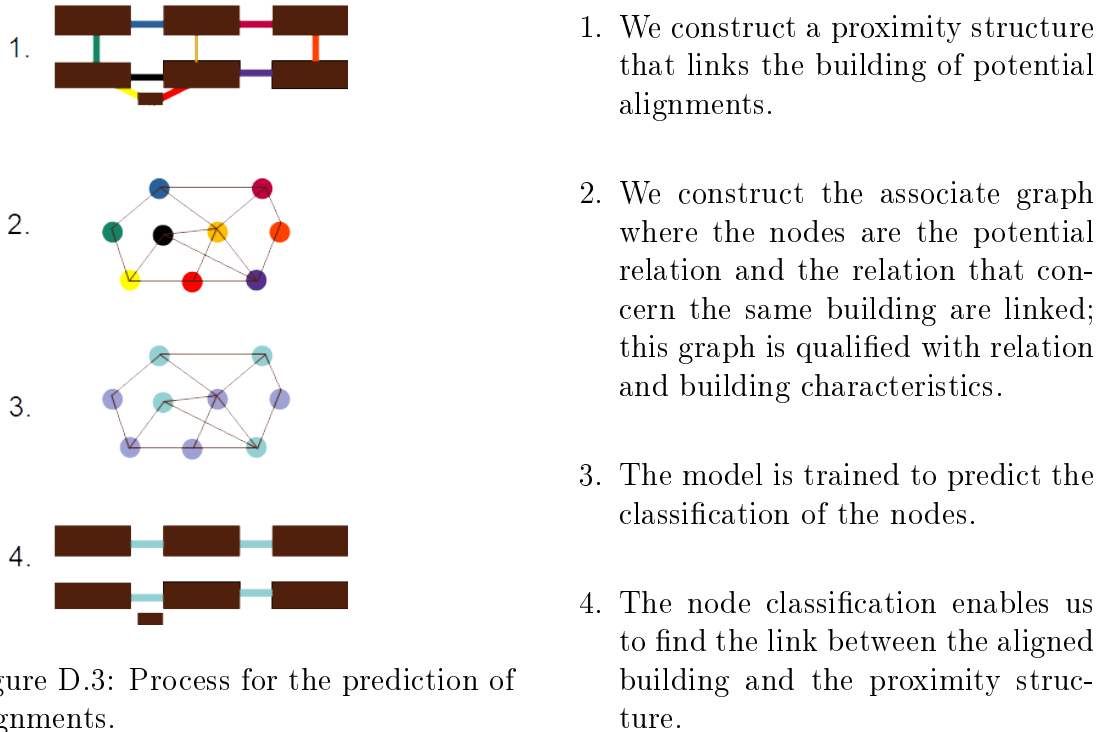 1.
2.
3.
4.
gure D.3: Process for the prediction of
gnments.
1. We construct a proximity structure
that links the building of potential
alignments.
2. We construct the associate graph
where the nodes are the potential
relation and the relation that con-
cern the same building are linked;
this graph is qualified with relation
and building characteristics.
3. The model is trained to predict the
classification of the nodes.
4. The node classification enables us
to find the link between the aligned
building and the proximity struc-
ture.